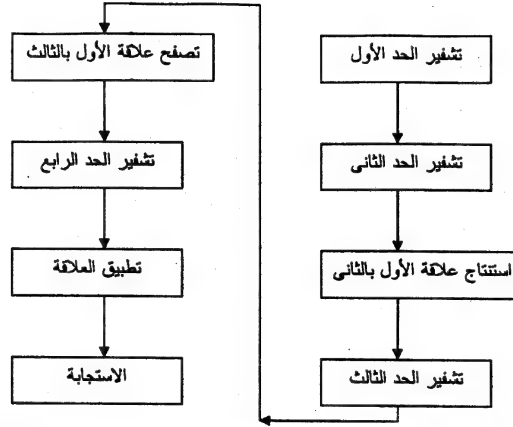 تشفير الحد الأول
تشفير الحد الثانى
استنتاج علاقة الأول بالثانى
تشفير الحد الثالث
تصفح علاقة الأول بالثالث
تشفير الحد الرابع
تطبيق العلاقة
الاستجابة